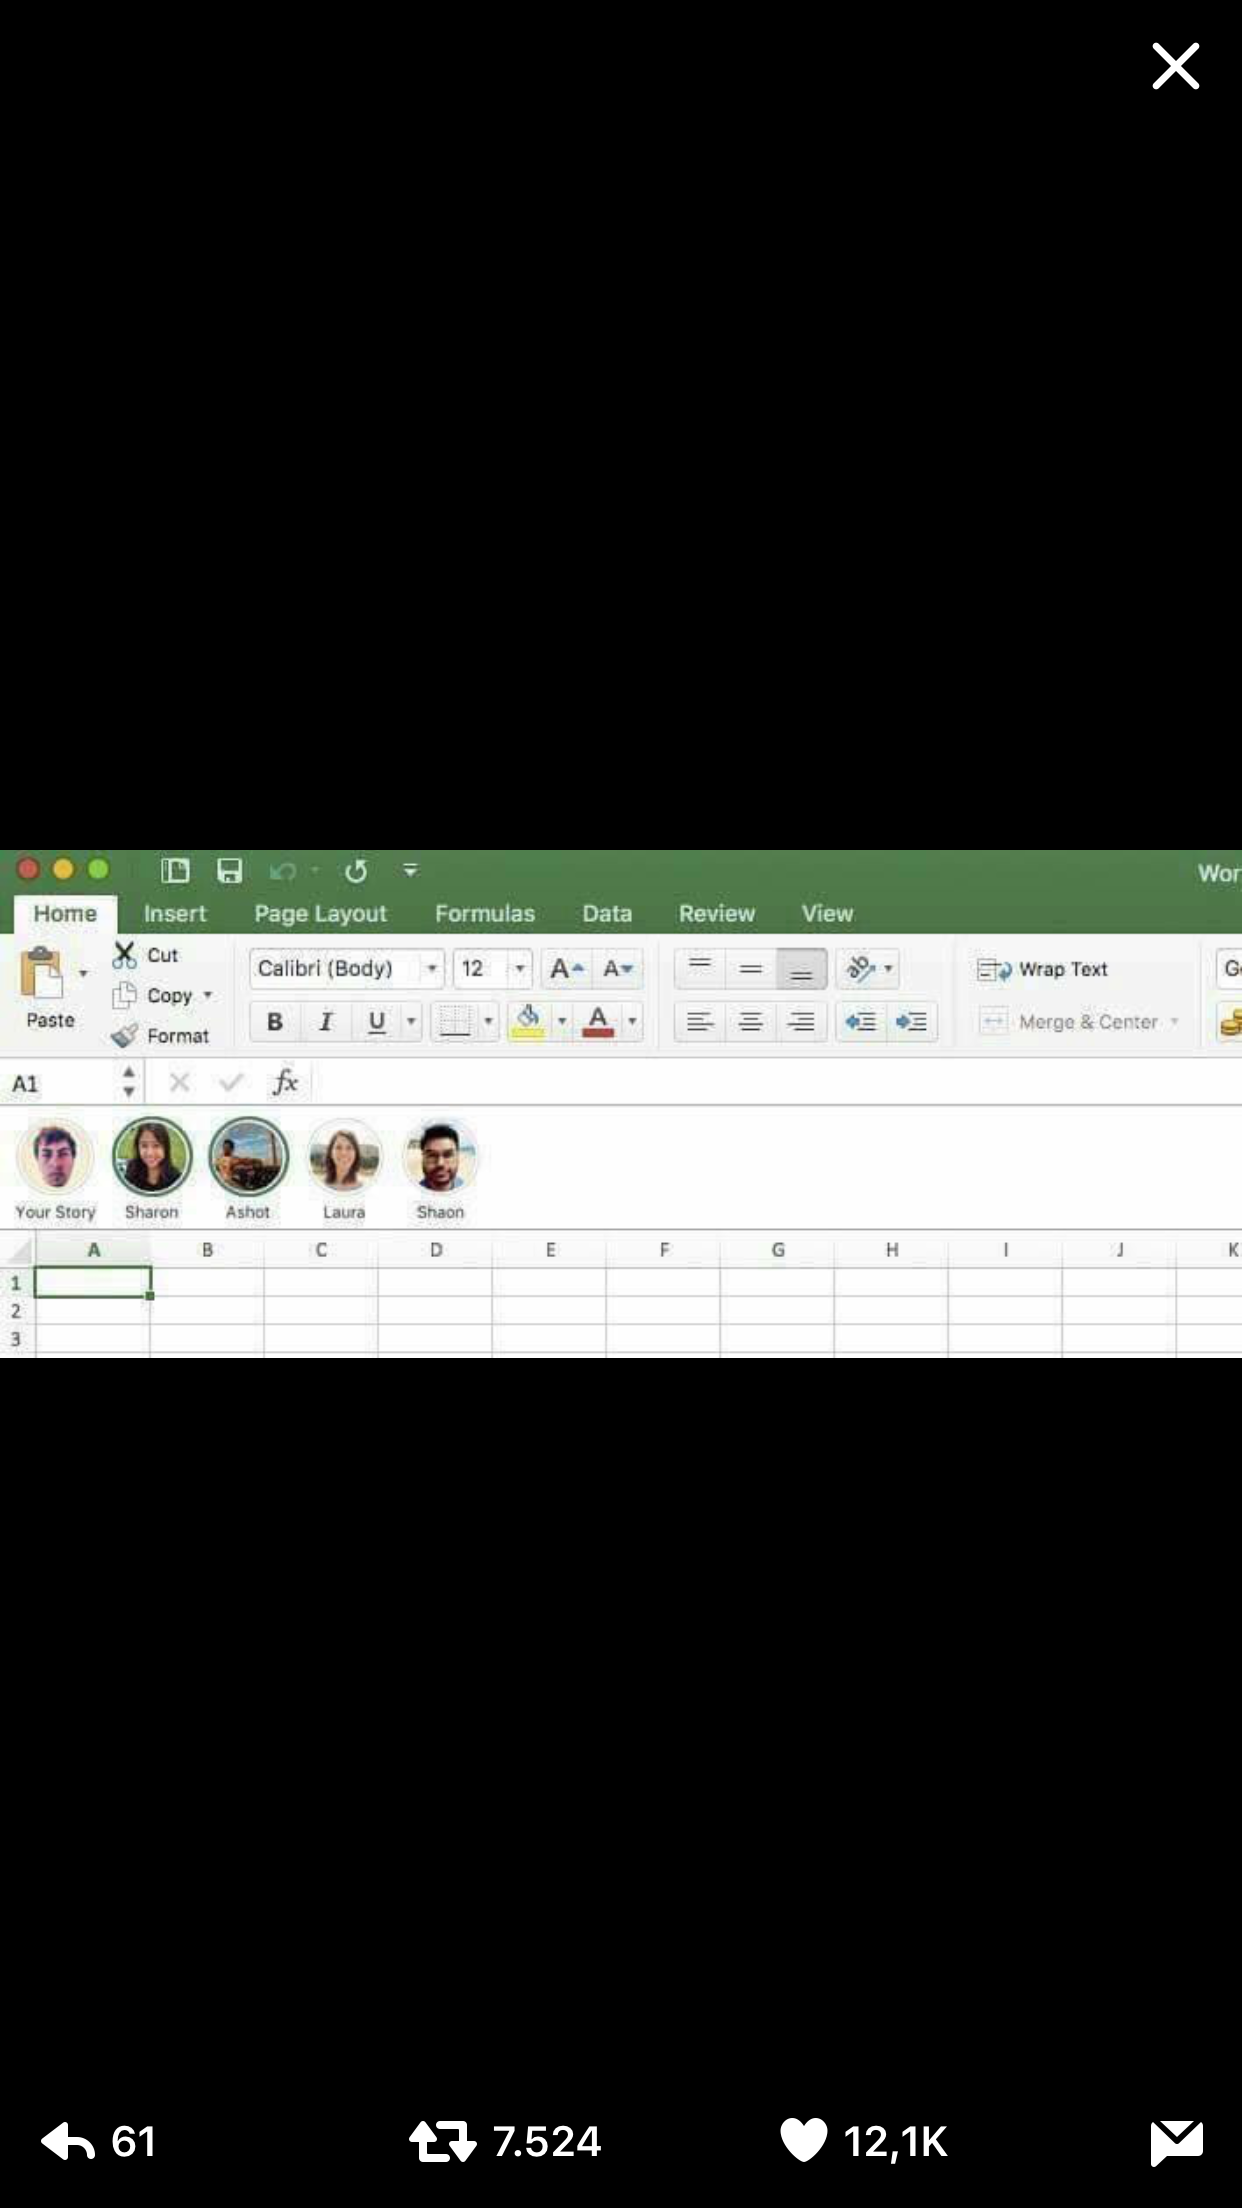 Wor
Home Insert Page Layout Formulas Data Review View
Cut
Calibri (Body) 12 A A ab Wrap Text
Copy
Paste B I U A Merge & Center
Format
A1 fx
Your Story Sharon Ashot Laura Shaon
A B C D E F G H I J K
1
2
3
61 7.524 12,1K